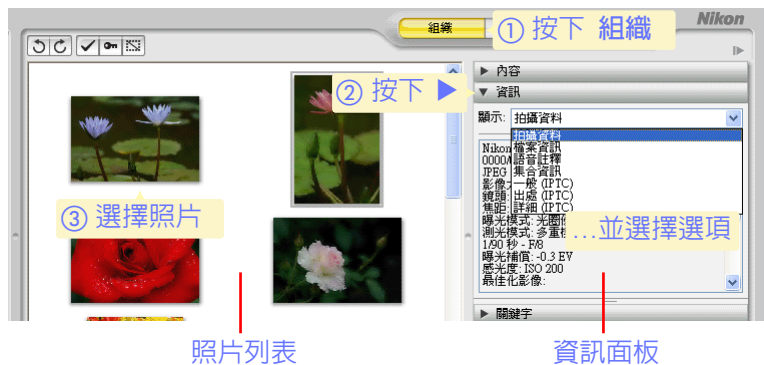 Nikon
組織
① 按下 組織
▶ 內容
② 按下 ▶
▼ 資訊
顯示: 拍攝資料
拍攝資料
檔案資訊
語音註釋
集合資訊
一般 (IPTC)
出處 (IPTC)
詳細 (IPTC)
Nikon
JPEG
鏡頭:
焦距:
曝光模式: 光圈
測光模式: 多重
1/90 秒 - F/8
曝光補償: -0.3 EV
感光度: ISO 200
最佳化影像:
③ 選擇照片
…並選擇選項
▶ 關鍵字
照片列表
資訊面板